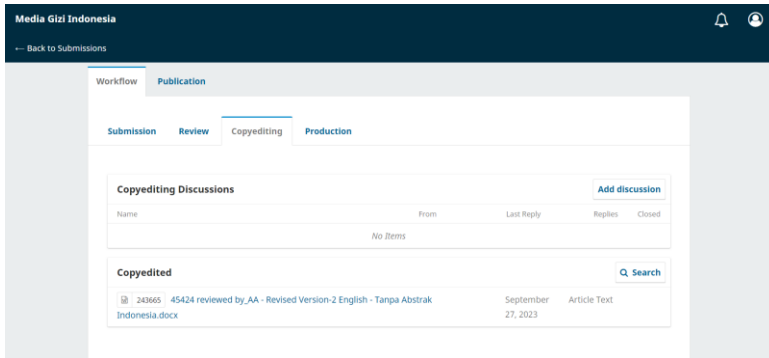 Media Gizi Indonesia
← Back to Submissions
Workflow Publication
Submission Review Copyediting Production
Copyediting Discussions Add discussion
Name From Last Reply Replies Closed
No Items
Copyedited Search
243665 45424 reviewed by_AA - Revised Version-2 English - Tanpa Abstrak September Article Text
Indonesia.docx 27, 2023